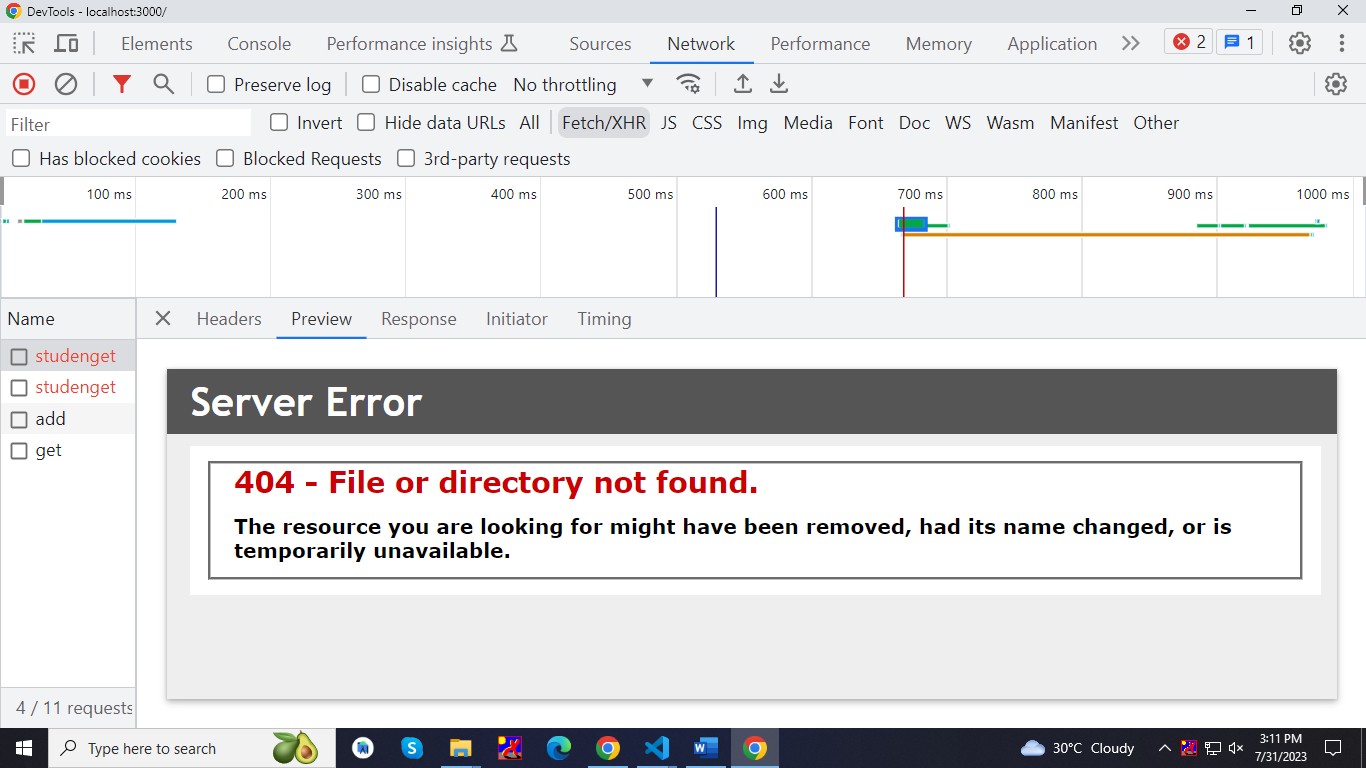 DevTools - localhost:3000/
Elements Console Performance insights Sources Network Performance Memory Application 2 1
Preserve log Disable cache No throttling
Filter Invert Hide data URLs All Fetch/XHR JS CSS Img Media Font Doc WS Wasm Manifest Other
Has blocked cookies Blocked Requests 3rd-party requests
100 ms 200 ms 300 ms 400 ms 500 ms 600 ms 700 ms 800 ms 900 ms 1000 ms
Name Headers Preview Response Initiator Timing
studenget
studenget
add
get
Server Error
404 - File or directory not found.
The resource you are looking for might have been removed, had its name changed, or is
temporarily unavailable.
4 / 11 requests
Type here to search 30°C Cloudy 3:11 PM
7/31/2023